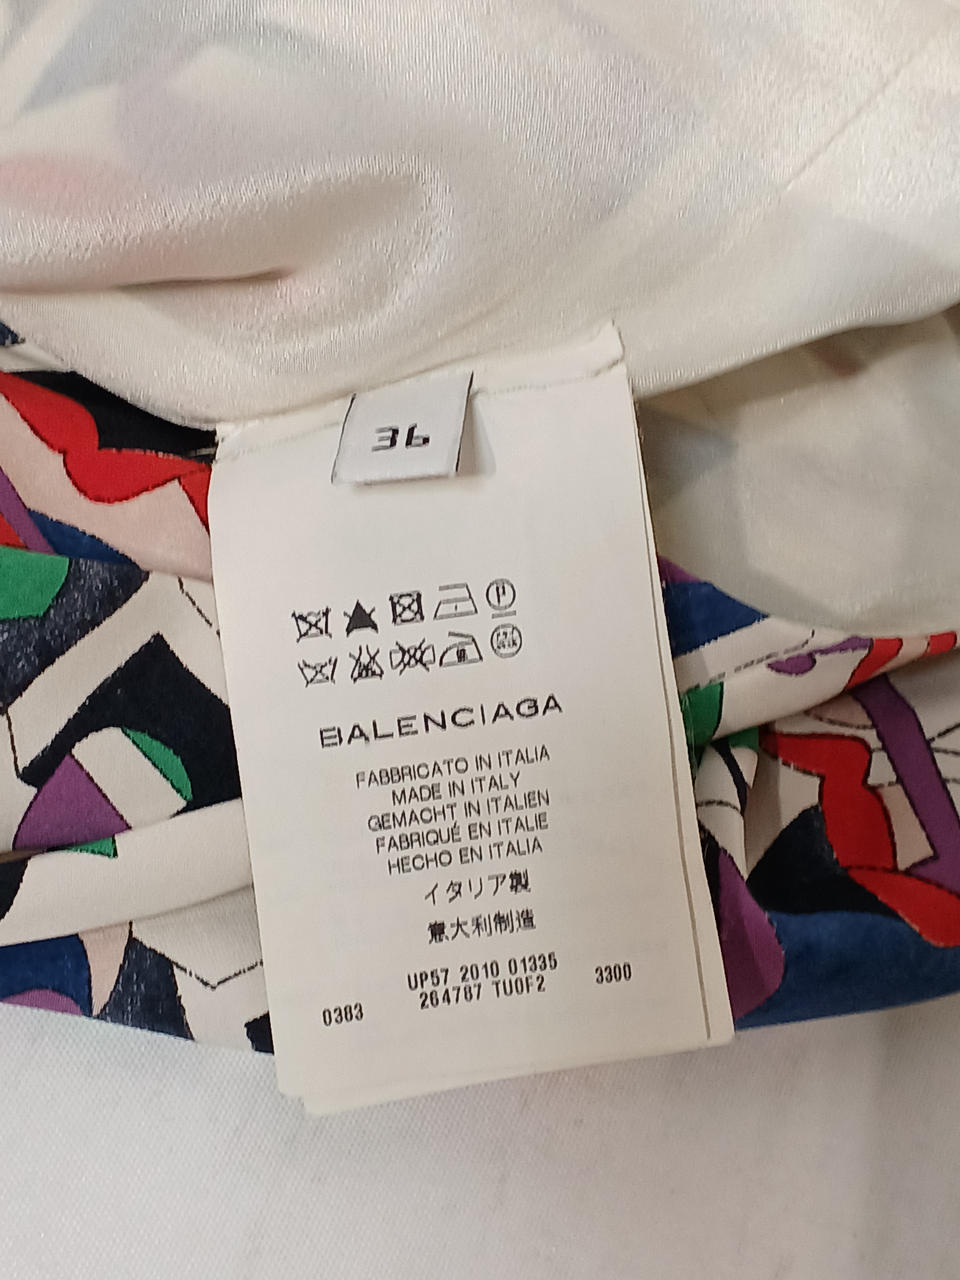 36
BALENCIAGA
FABBRICATO IN ITALIA
MADE IN ITALY
GEMACHT IN ITALIEN
FABRIQUÉ EN ITALIE
HECHO EN ITALIA
イタリア製
意大利制造
UP57 2010 01335
0383 264787 TU0F2 3300